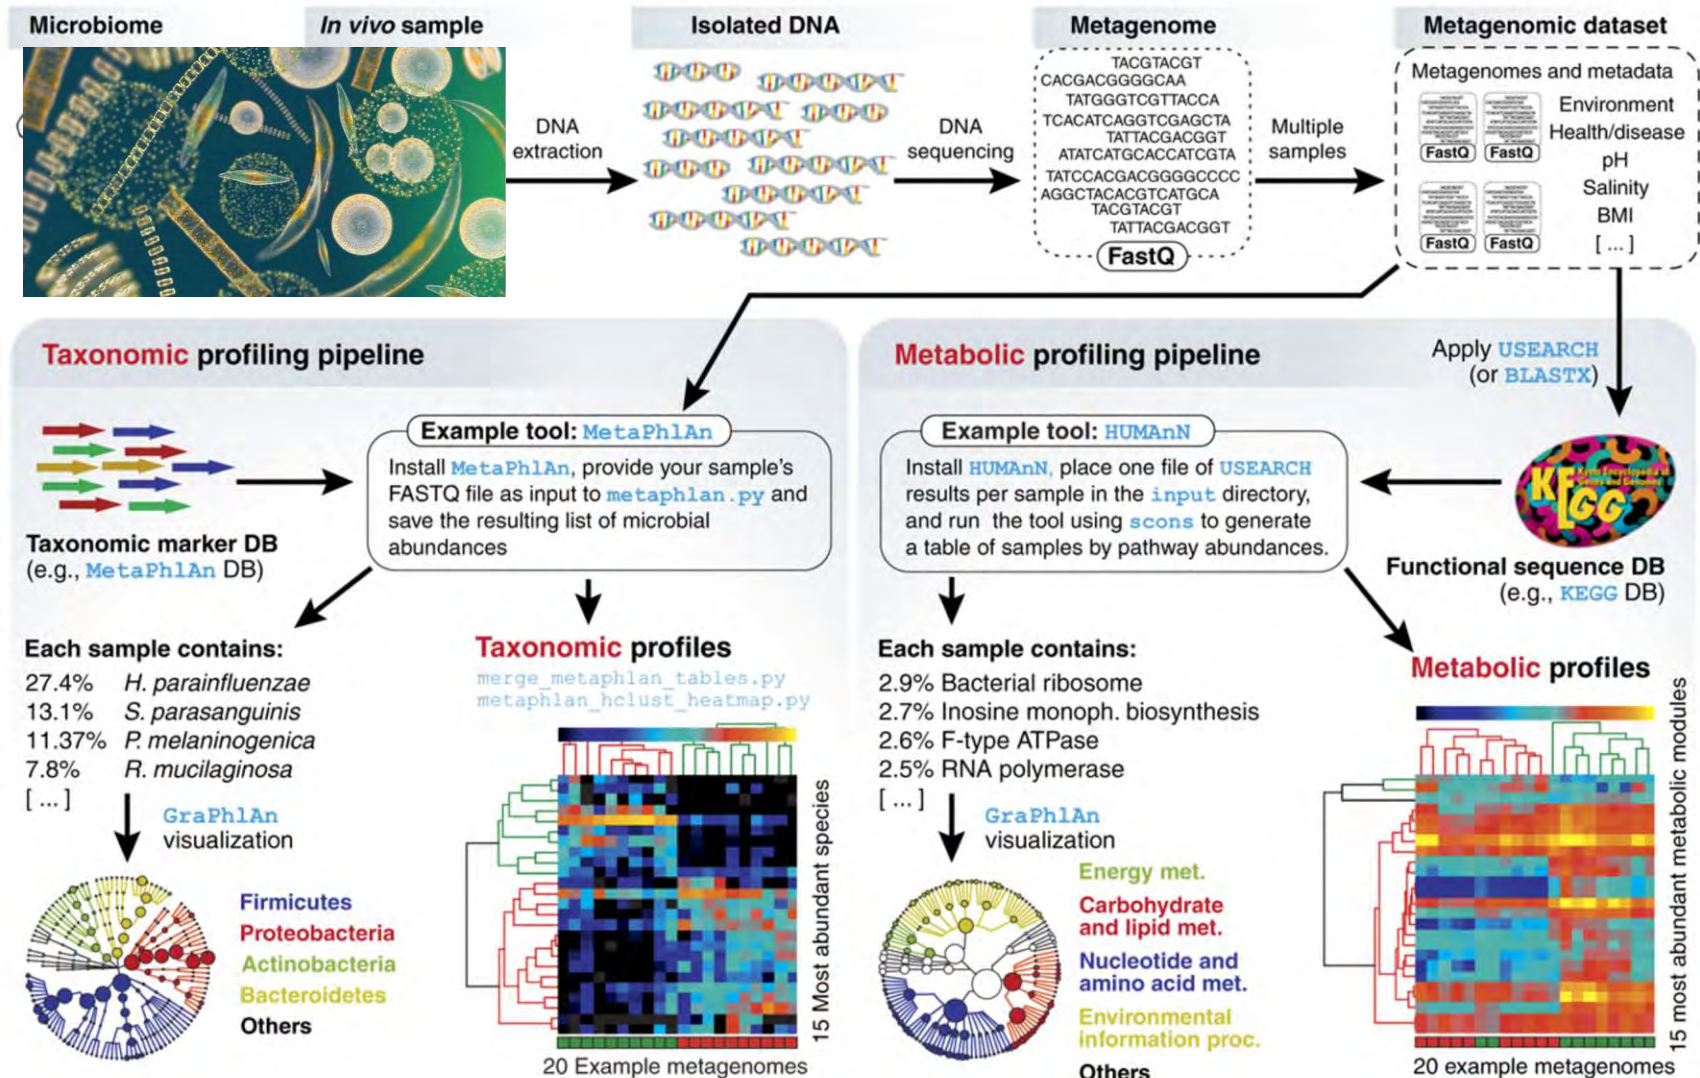 Microbiome
In vivo sample
Isolated DNA
Metagenome
Metagenomic dataset
DNA
extraction
DNA
sequencing
TACGTACGT
CACGACGGGGCAA
TATGGGTCGTTACCA
TCACATCAGGTCGAGCTA
TATTACGACGGT
ATATCATGCACCATCGTA
TATCCACGACGGGGCCCC
AGGCTACACGTCATGCA
TACGTACGT
TATTACGACGGT
FastQ
Multiple
samples
Metagenomes and metadata
FastQ FastQ
FastQ FastQ
Environment
Health/disease
pH
Salinity
BMI
[ ... ]
Taxonomic profiling pipeline
Taxonomic marker DB
(e.g., MetaPhlAn DB)
Example tool: MetaPhlAn
Install MetaPhlAn, provide your sample's
FASTQ file as input to metaphlan.py and
save the resulting list of microbial
abundances
Each sample contains:
27.4% H. parainfluenzae
13.1% S. parasanguinis
11.37% P. melaninogenica
7.8% R. mucilaginosa
[ ... ]
GraPhlAn
visualization
Firmicutes
Proteobacteria
Actinobacteria
Bacteroidetes
Others
Taxonomic profiles
merge_metaphlan_tables.py
metaphlan_hclust_heatmap.py
15 Most abundant species
20 Example metagenomes
Metabolic profiling pipeline
Apply USEARCH
(or BLASTX)
Example tool: HUMAnN
Install HUMAnN, place one file of USEARCH
results per sample in the input directory,
and run the tool using scons to generate
a table of samples by pathway abundances.
KEGG
Functional sequence DB
(e.g., KEGG DB)
Each sample contains:
2.9% Bacterial ribosome
2.7% Inosine monoph. biosynthesis
2.6% F-type ATPase
2.5% RNA polymerase
[ ... ]
GraPhlAn
visualization
Energy met.
Carbohydrate
and lipid met.
Nucleotide and
amino acid met.
Environmental
information proc.
Others
Metabolic profiles
15 most abundant metabolic modules
20 example metagenomes